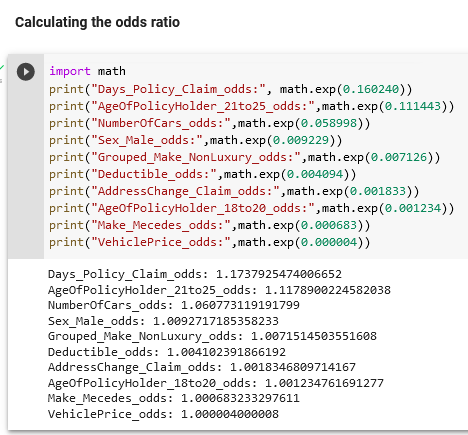 Calculating the odds ratio
import math
print("Days_Policy_Claim_odds:", math.exp(0.160240))
print("AgeOfPolicyHolder_21to25_odds:",math.exp(0.111443))
print("NumberOfCars_odds:",math.exp(0.058998))
print("Sex_Male_odds:",math.exp(0.009229))
print("Grouped_Make_NonLuxury_odds:",math.exp(0.007126))
print("Deductible_odds:",math.exp(0.004094))
print("AddressChange_Claim_odds:",math.exp(0.001833))
print("AgeOfPolicyHolder_18to20_odds:",math.exp(0.001234))
print("Make_Mecedes_odds:",math.exp(0.000683))
print("VehiclePrice_odds:",math.exp(0.000004))
Days_Policy_Claim_odds: 1.1737925474006652
AgeOfPolicyHolder_21to25_odds: 1.1178900224582038
NumberOfCars_odds: 1.060773119191799
Sex_Male_odds: 1.0092717185358233
Grouped_Make_NonLuxury_odds: 1.0071514503551608
Deductible_odds: 1.004102391866192
AddressChange_Claim_odds: 1.0018346809714167
AgeOfPolicyHolder_18to20_odds: 1.001234761691277
Make_Mecedes_odds: 1.000683233297611
VehiclePrice_odds: 1.000004000008